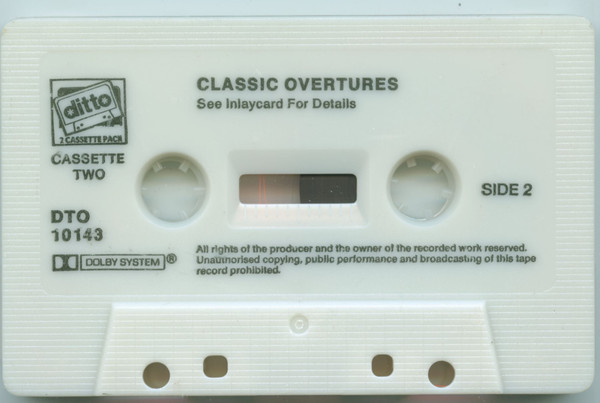 CLASSIC OVERTURES
See Inlaycard For Details
ditto
2 CASSETTE PACK
CASSETTE
TWO
SIDE 2
DTO
10143
DOLBY SYSTEM ®
All rights of the producer and the owner of the recorded work reserved.
Unauthorised copying, public performance and broadcasting of this tape
record prohibited.